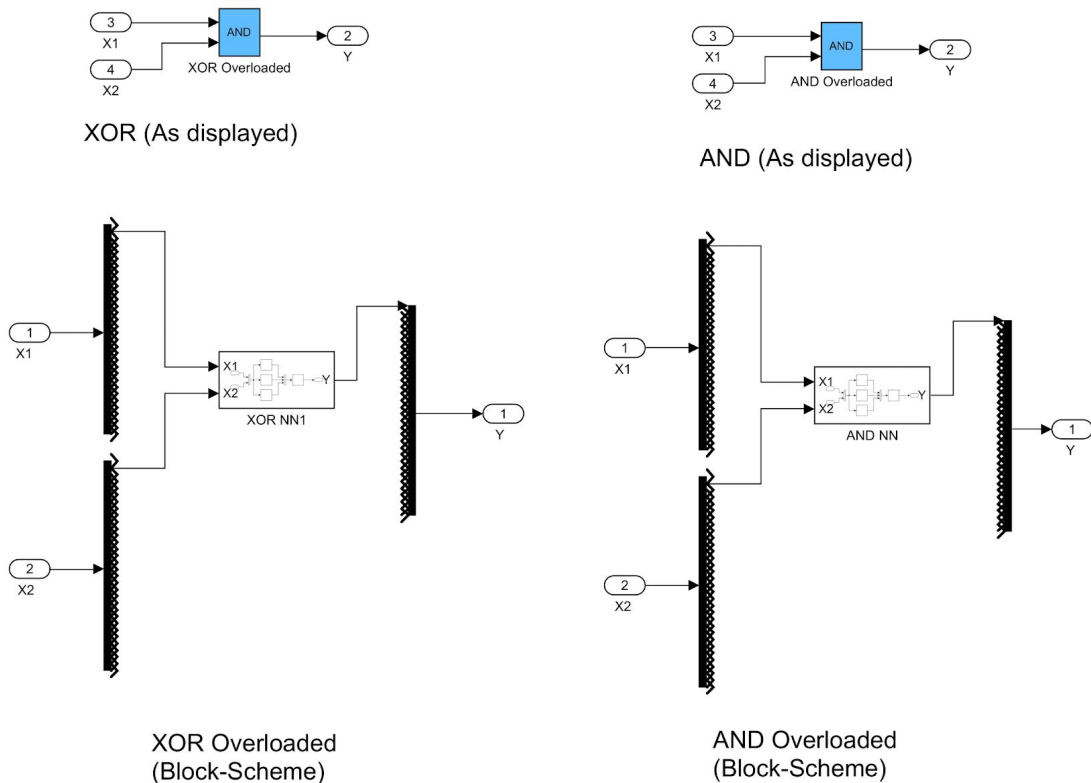 3
X1
4
X2
AND
XOR Overloaded
2
Y
XOR (As displayed)
3
X1
4
X2
AND
AND Overloaded
2
Y
AND (As displayed)
1
X1
2
X2
X1
X2
Y
XOR NN1
1
Y
XOR Overloaded
(Block-Scheme)
1
X1
2
X2
X1
X2
Y
AND NN
1
Y
AND Overloaded
(Block-Scheme)